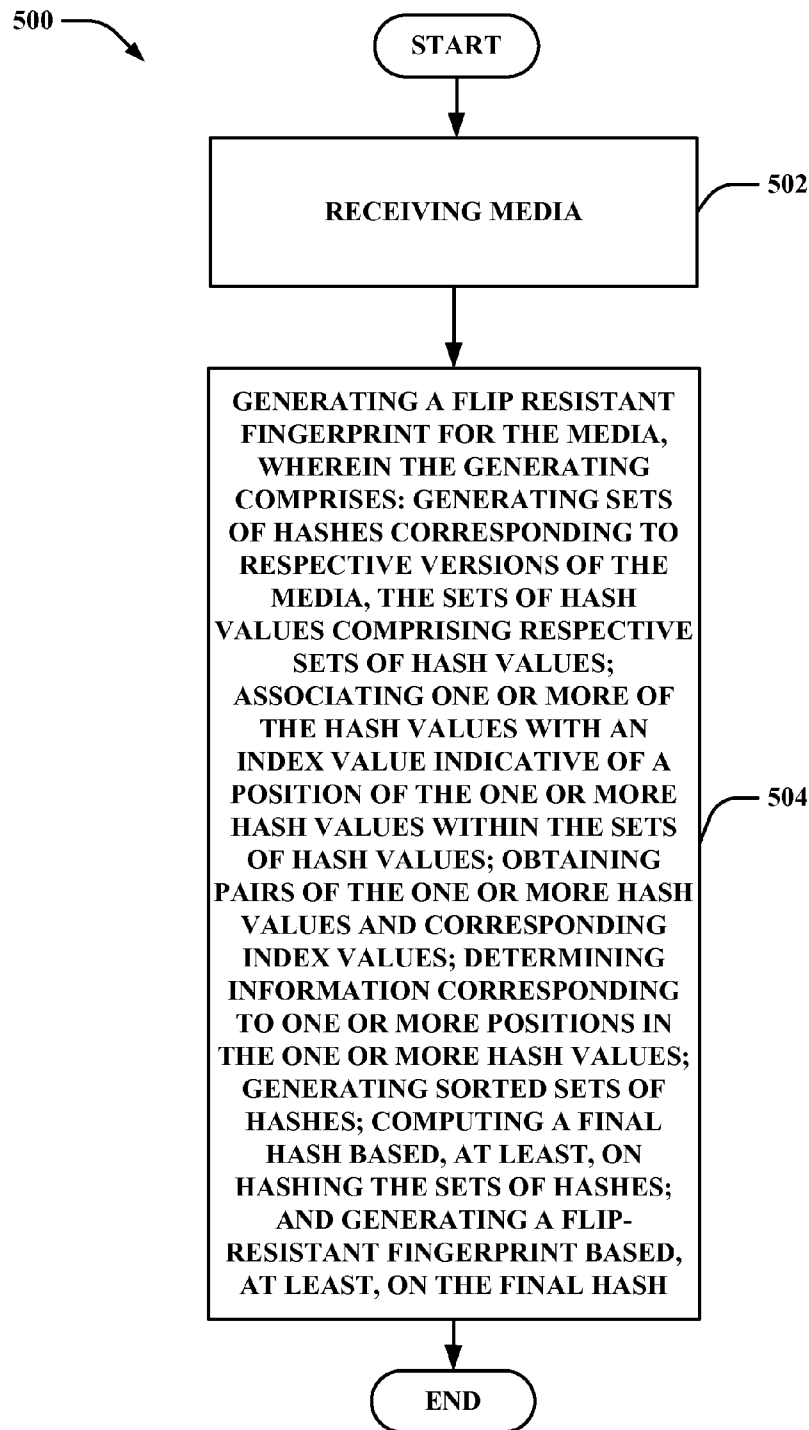 500
START
RECEIVING MEDIA
502
GENERATING A FLIP RESISTANT
FINGERPRINT FOR THE MEDIA,
WHEREIN THE GENERATING
COMPRISES: GENERATING SETS
OF HASHES CORRESPONDING TO
RESPECTIVE VERSIONS OF THE
MEDIA, THE SETS OF HASH
VALUES COMPRISING RESPECTIVE
SETS OF HASH VALUES;
ASSOCIATING ONE OR MORE OF
THE HASH VALUES WITH AN
INDEX VALUE INDICATIVE OF A
POSITION OF THE ONE OR MORE
HASH VALUES WITHIN THE SETS
OF HASH VALUES; OBTAINING
PAIRS OF THE ONE OR MORE HASH
VALUES AND CORRESPONDING
INDEX VALUES; DETERMINING
INFORMATION CORRESPONDING
TO ONE OR MORE POSITIONS IN
THE ONE OR MORE HASH VALUES;
GENERATING SORTED SETS OF
HASHES; COMPUTING A FINAL
HASH BASED, AT LEAST, ON
HASHING THE SETS OF HASHES;
AND GENERATING A FLIP-
RESISTANT FINGERPRINT BASED,
AT LEAST, ON THE FINAL HASH
504
END